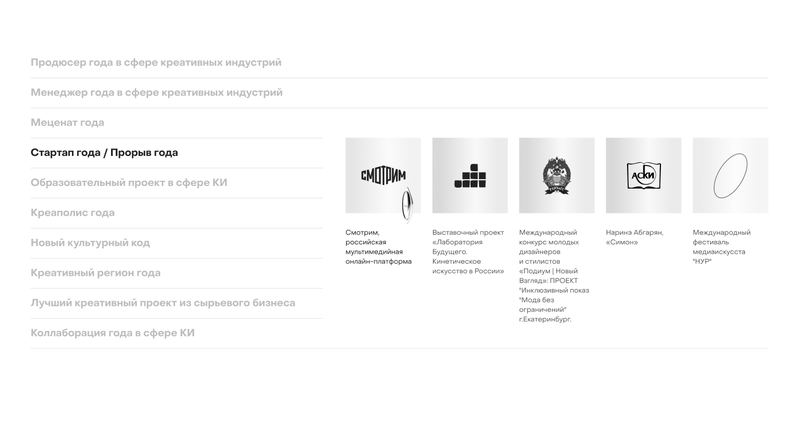 Продюсер года в сфере креативных индустрий
Менеджер года в сфере креативных индустрий
Меценат года
Стартап года / Прорыв года
Образовательный проект в сфере КИ
Креаполис года
Новый культурный код
Креативный регион года
Лучший креативный проект из сырьевого бизнеса
Коллаборация года в сфере КИ
СМОТРИМ
Смотрим,
российская
мультимедийная
онлайн-платформа
Выставочный проект
«Лаборатория
Будущего.
Кинетическое
искусство в России»
Международный
конкурс молодых
дизайнеров
и стилистов
«Подиум | Новый
Взгляд»: ПРОЕКТ
"Инклюзивный показ
"Мода без
ограничений"
г.Екатеринбург.
АСКИ
Наринэ Абгарян,
«Симон»
Международный
фестиваль
медиаискусста
"НУР"